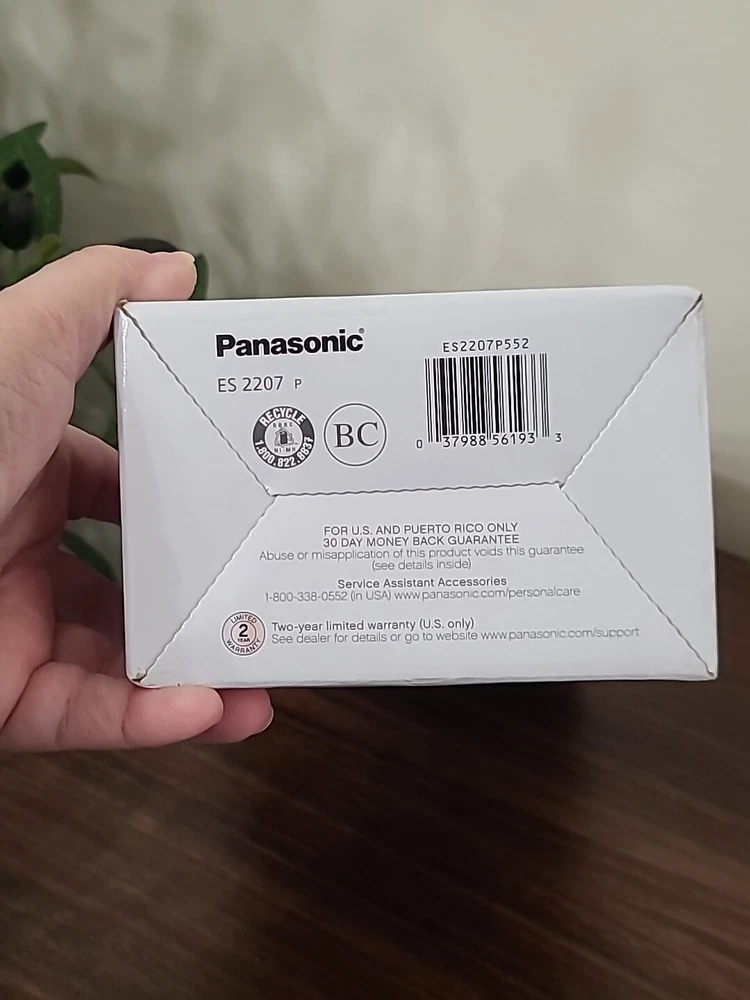 Panasonic®
ES 2207 P
ES2207P552
0 37988 56193 3
RECYCLE
RBRC
NI-MH
1.800.822.8837
BC
FOR U.S. AND PUERTO RICO ONLY
30 DAY MONEY BACK GUARANTEE
Abuse or misapplication of this product voids this guarantee
(see details inside)
Service Assistant Accessories
1-800-338-0552 (in USA) www.panasonic.com/personalcare
LIMITED
2
YEAR
WARRANTY
Two-year limited warranty (U.S. only)
See dealer for details or go to website www.panasonic.com/support